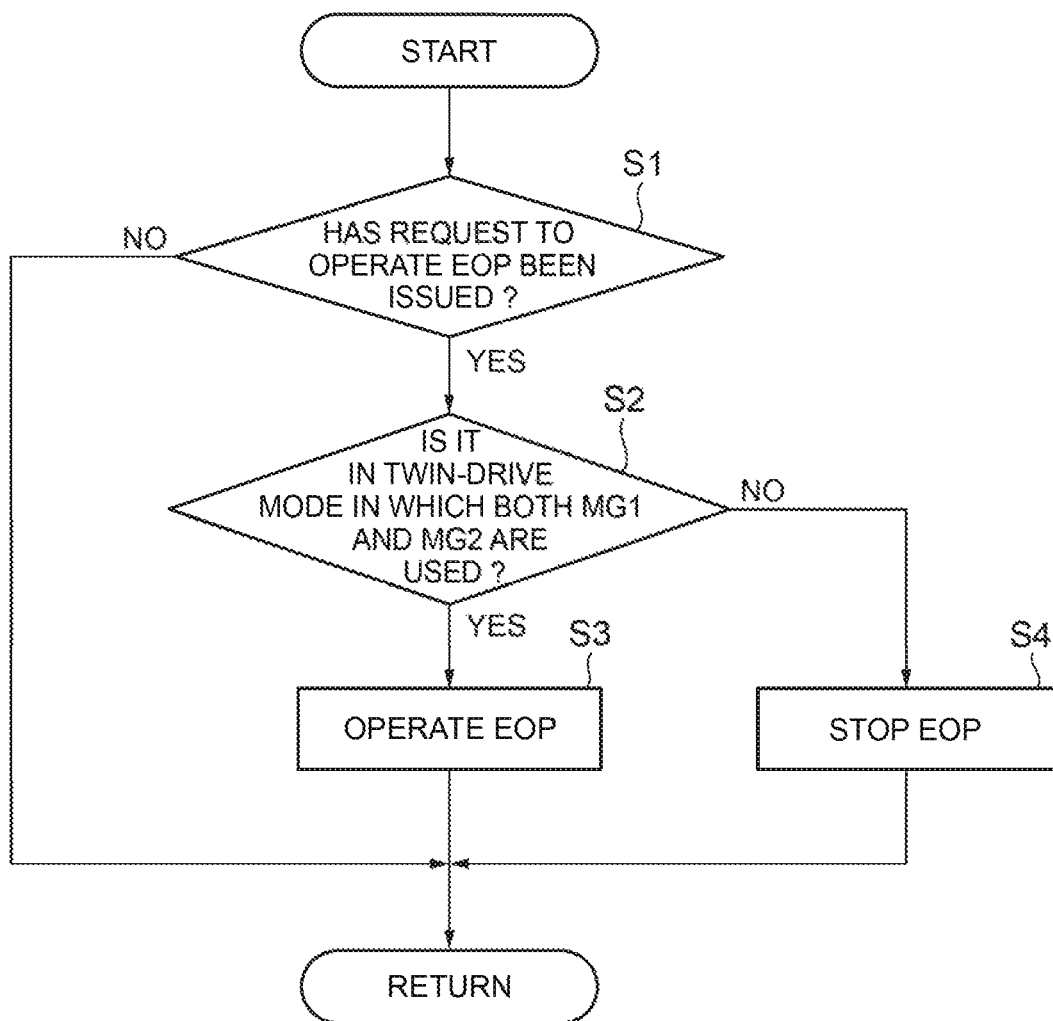 START
S1
NO
HAS REQUEST TO
OPERATE EOP BEEN
ISSUED ?
YES
S2
IS IT
IN TWIN-DRIVE
MODE IN WHICH BOTH MG1
AND MG2 ARE
USED ?
NO
YES
S3
S4
OPERATE EOP
STOP EOP
RETURN